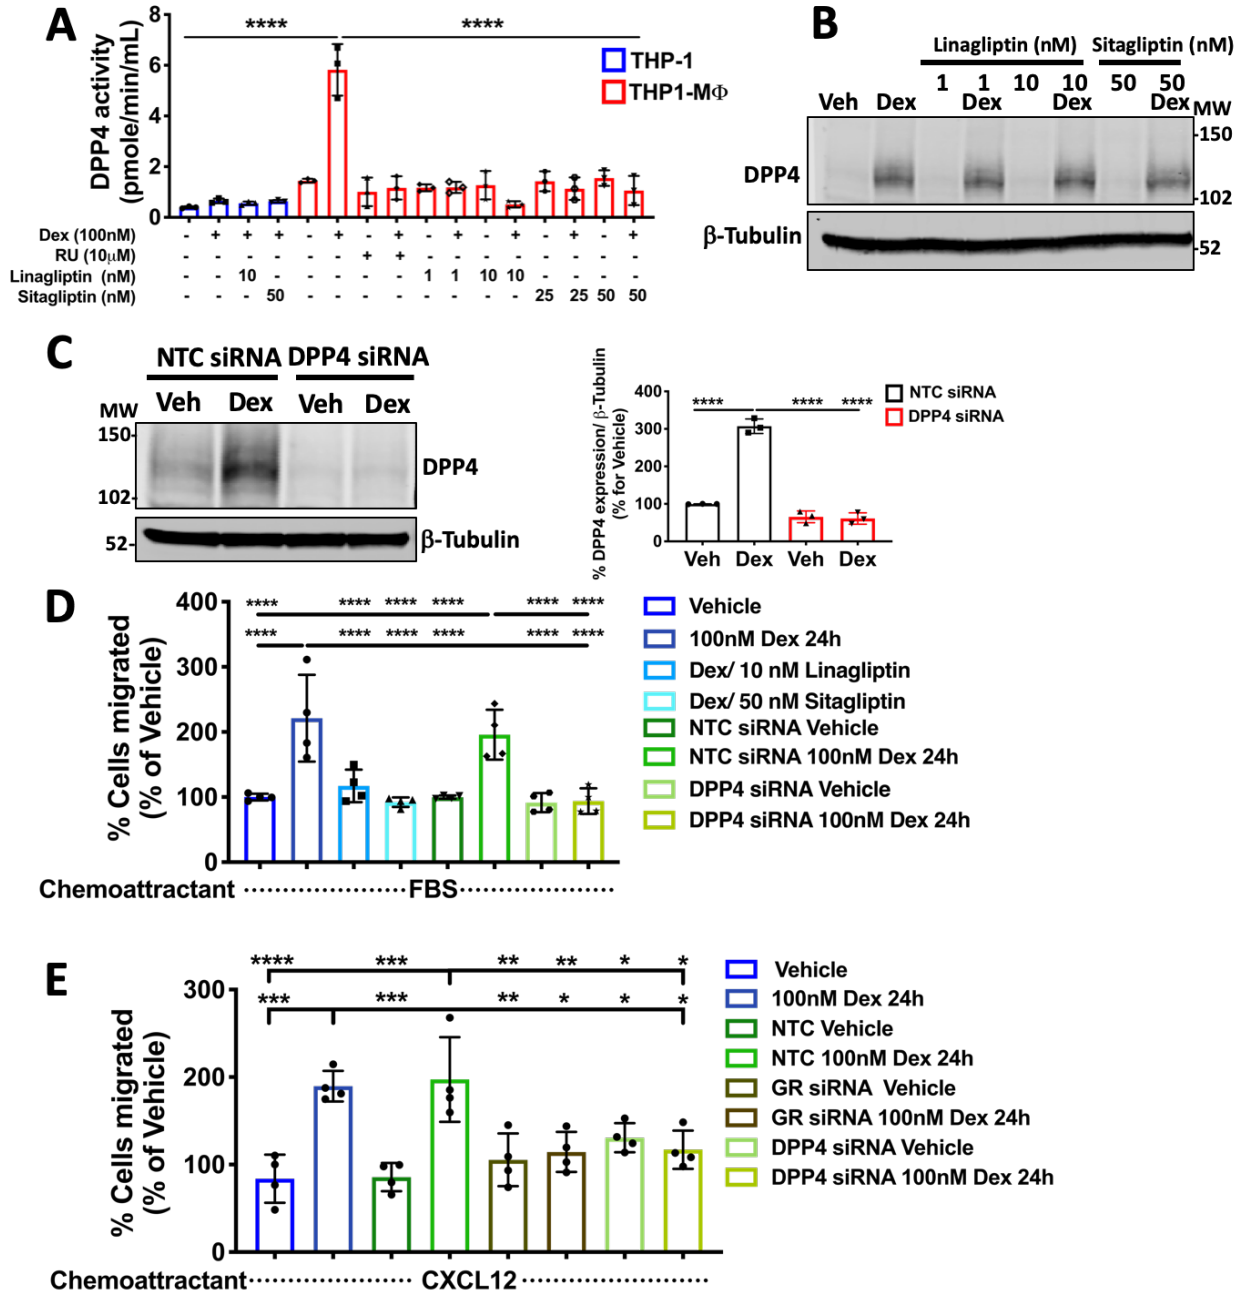 A
DPP4 activity
(pmole/min/mL)
8
6
4
2
0
**** ****
THP-1
THP1-MΦ
Dex (100nM) - + + + - + - + - + - + - + - +
RU (10μM) - - - - - - + + - - - - - - - -
Linagliptin (nM) - - 10 - - - - - 1 1 10 10 - - - -
Sitagliptin (nM) - - - 50 - - - - - - - - 25 25 50 50
B
Linagliptin (nM) Sitagliptin (nM)
1 1 10 10 50 50
Veh Dex Dex Dex Dex MW
-150
DPP4
-102
β-Tubulin
-52
C
NTC siRNA DPP4 siRNA
Veh Dex Veh Dex
MW
150-
DPP4
102-
52-
β-Tubulin
% DPP4 expression/ β-Tubulin
(% for Vehicle)
400
300
200
100
0
**** **** ****
Veh Dex Veh Dex
NTC siRNA
DPP4 siRNA
D
% Cells migrated
(% of Vehicle)
400
300
200
100
0
**** **** **** **** **** ****
**** **** **** **** **** ****
Chemoattractant FBS
Vehicle
100nM Dex 24h
Dex/ 10 nM Linagliptin
Dex/ 50 nM Sitagliptin
NTC siRNA Vehicle
NTC siRNA 100nM Dex 24h
DPP4 siRNA Vehicle
DPP4 siRNA 100nM Dex 24h
E
% Cells migrated
(% of Vehicle)
300
200
100
0
**** *** ** ** * *
*** *** ** * * *
Chemoattractant CXCL12
Vehicle
100nM Dex 24h
NTC Vehicle
NTC 100nM Dex 24h
GR siRNA Vehicle
GR siRNA 100nM Dex 24h
DPP4 siRNA Vehicle
DPP4 siRNA 100nM Dex 24h